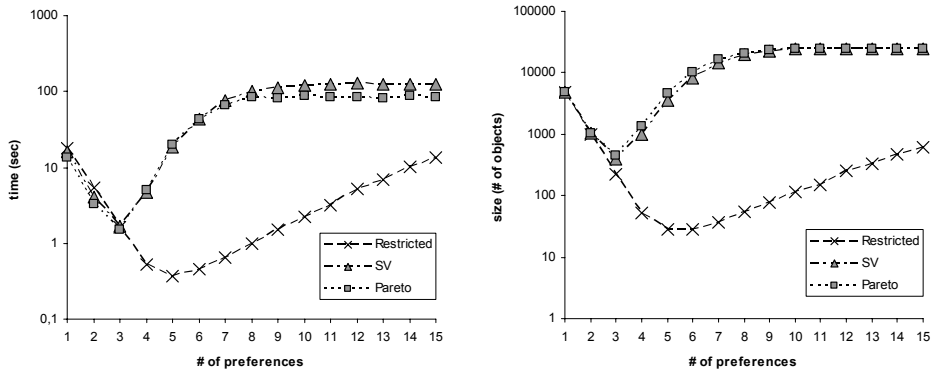 1000
100
10
1
0,1
time (sec)
1 2 3 4 5 6 7 8 9 10 11 12 13 14 15
# of preferences
Restricted
SV
Pareto
100000
10000
1000
100
10
1
size (# of objects)
1 2 3 4 5 6 7 8 9 10 11 12 13 14 15
# of preferences
Restricted
SV
Pareto